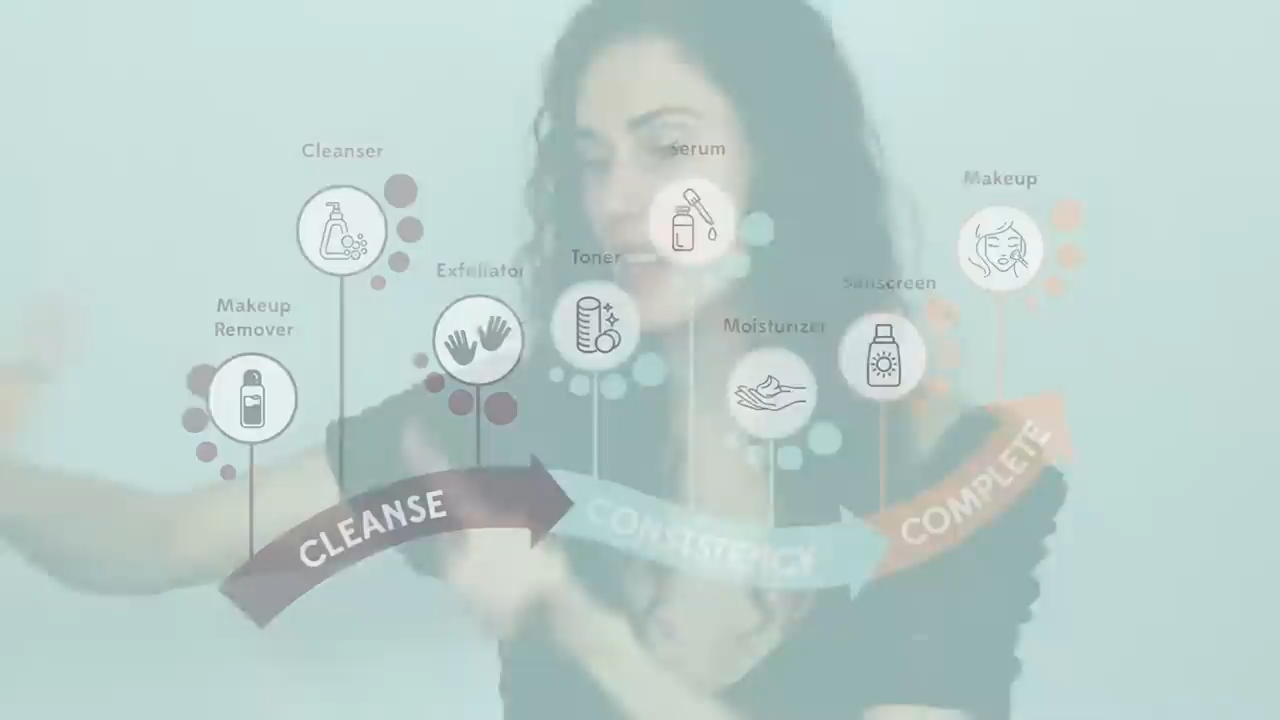 Cleanser
Serum
Makeup
Exfoliator
Toner
Sunscreen
Makeup
Remover
Moisturizer
CLEANSE
CONSISTENCY
COMPLETE